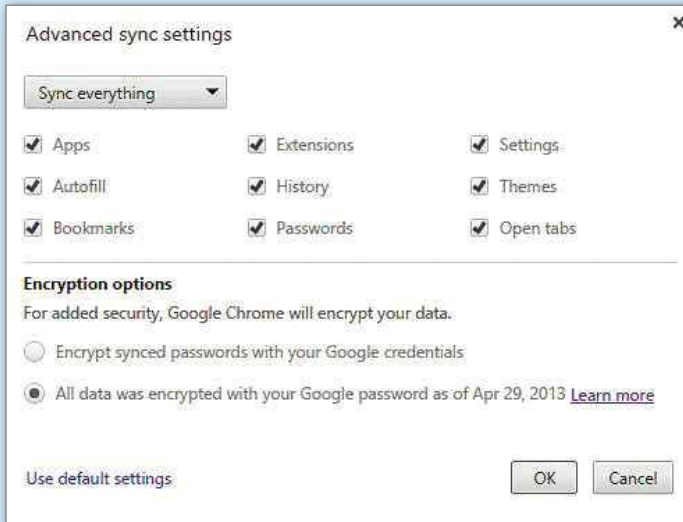 Advanced sync settings
Sync everything
Apps Extensions Settings
Autofill History Themes
Bookmarks Passwords Open tabs
Encryption options
For added security, Google Chrome will encrypt your data.
Encrypt synced passwords with your Google credentials
All data was encrypted with your Google password as of Apr 29, 2013 Learn more
Use default settings OK Cancel